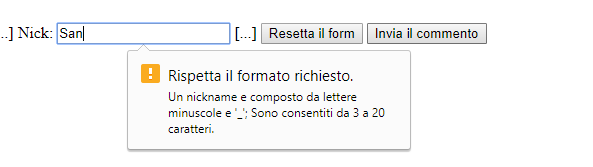 ..] Nick: San [...] Resetta il form Invia il commento
Rispetta il formato richiesto.
Un nickname e composto da lettere
minuscole e '_'; Sono consentiti da 3 a 20
caratteri.